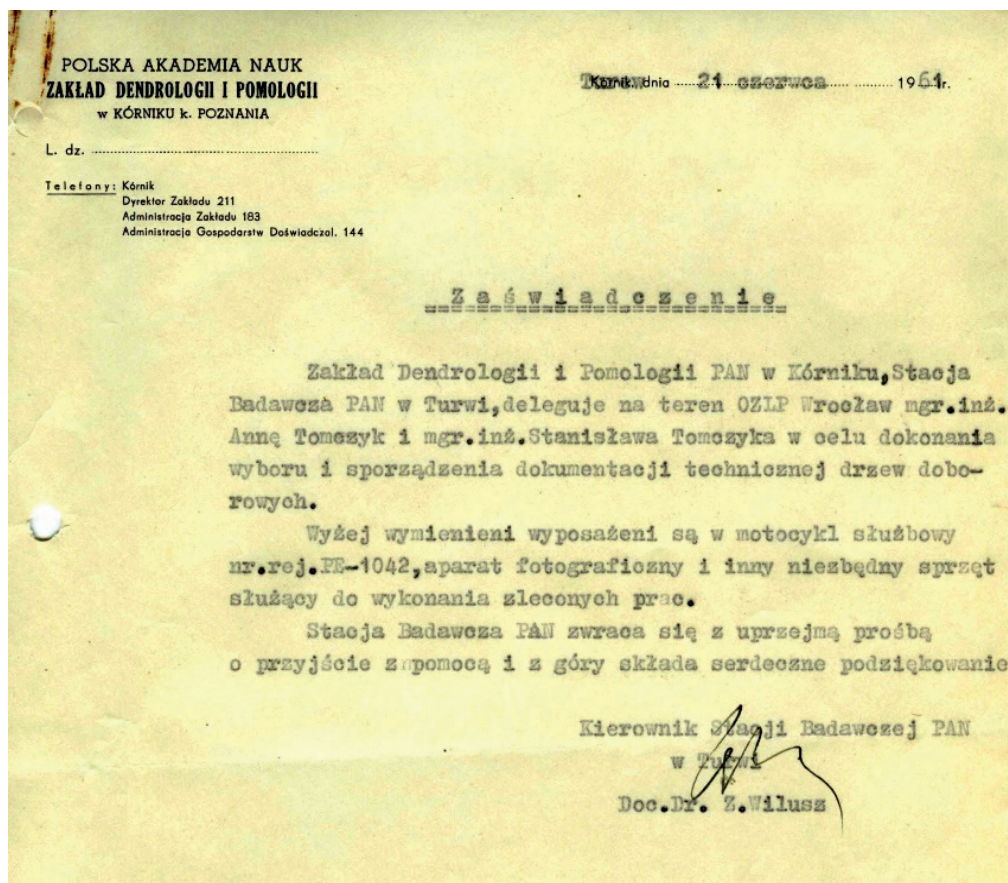 POLSKA AKADEMIA NAUK
ZAKŁAD DENDROLOGII I POMOLOGII
w KÓRNIKU k. POZNANIA
Kórnik, dnia 21 czerwca 1961r.
L. dz.
Telefony: Kórnik
Dyrektor Zakładu 211
Administracja Zakładu 183
Administracja Gospodarstw Doświadczal. 144
Zaświadczenie
Zakład Dendrologii i Pomologii PAN w Kórniku,Stacja
Badawcza PAN w Turwi,deleguje na teren OZLP Wrocław mgr.inż.
Annę Tomczyk i mgr.inż.Stanisława Tomczyka w celu dokonania
wyboru i sporządzenia dokumentacji technicznej drzew dobo-
rowych.
Wyżej wymienieni wyposażeni są w motocykl służbowy
nr.rej.PE-1042,aparat fotograficzny i inny niezbędny sprzęt
służący do wykonania zleconych prac.
Stacja Badawcza PAN zwraca się z uprzejmą prośbą
o przyjście z pomocą i z góry składa serdeczne podziękowanie
Kierownik Stacji Badawczej PAN
w Turwi
Doc.Dr. Z.Wilusz